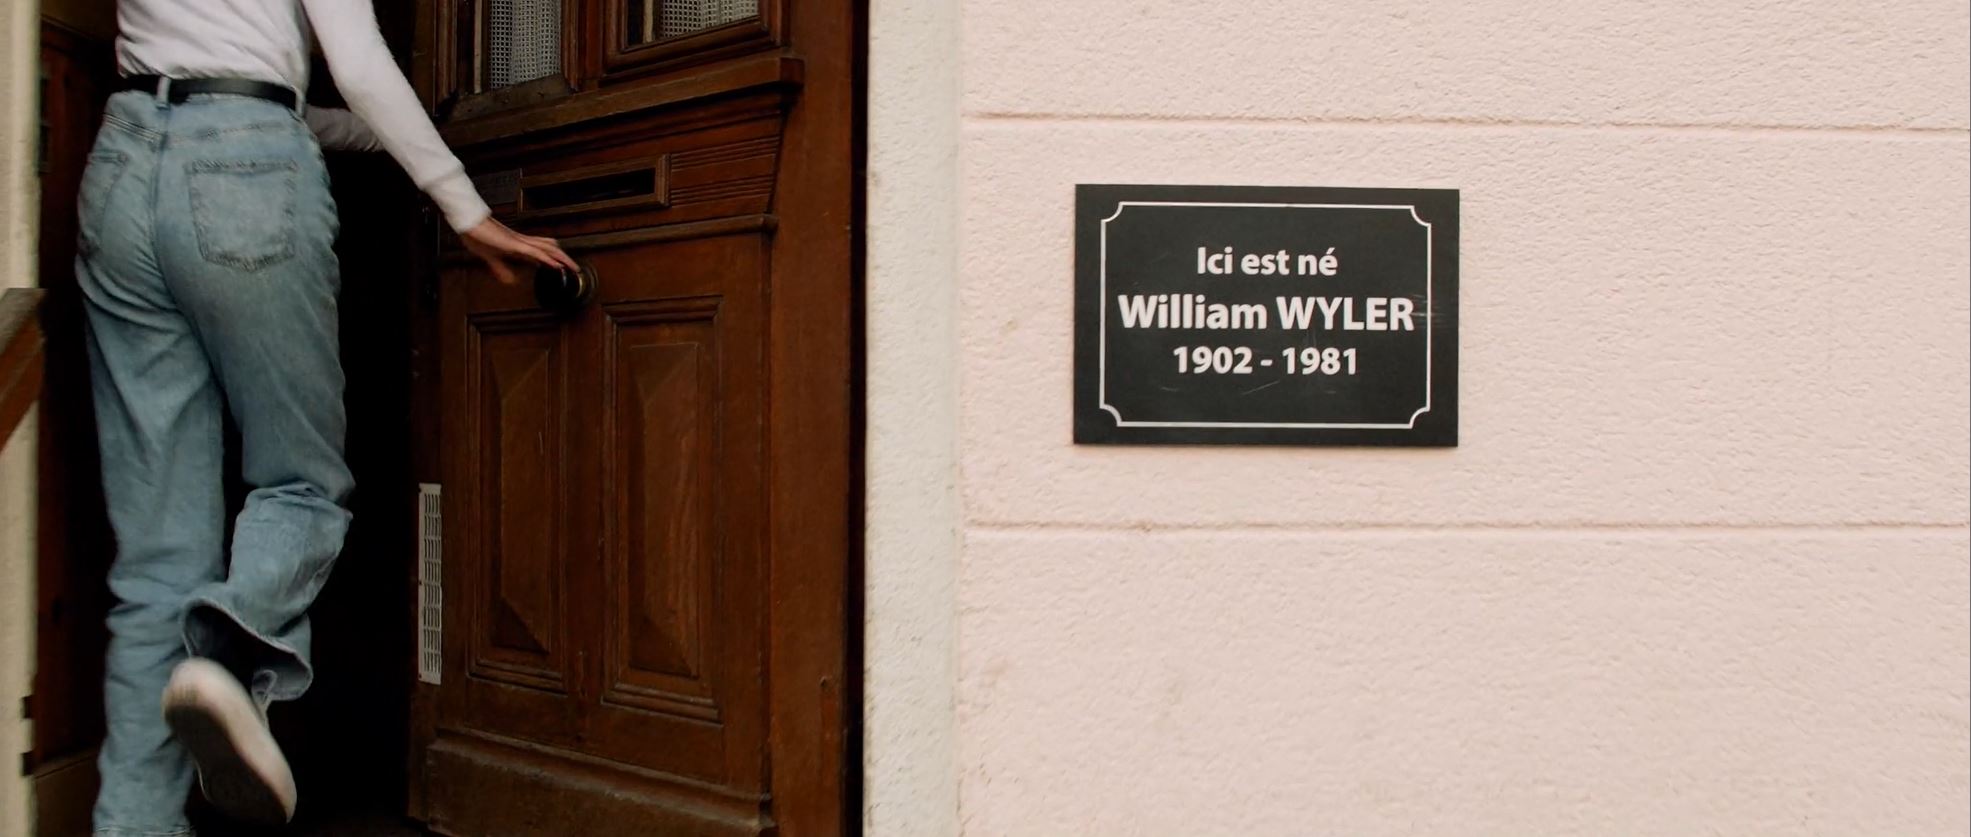 Ici est né
William WYLER
1902 - 1981